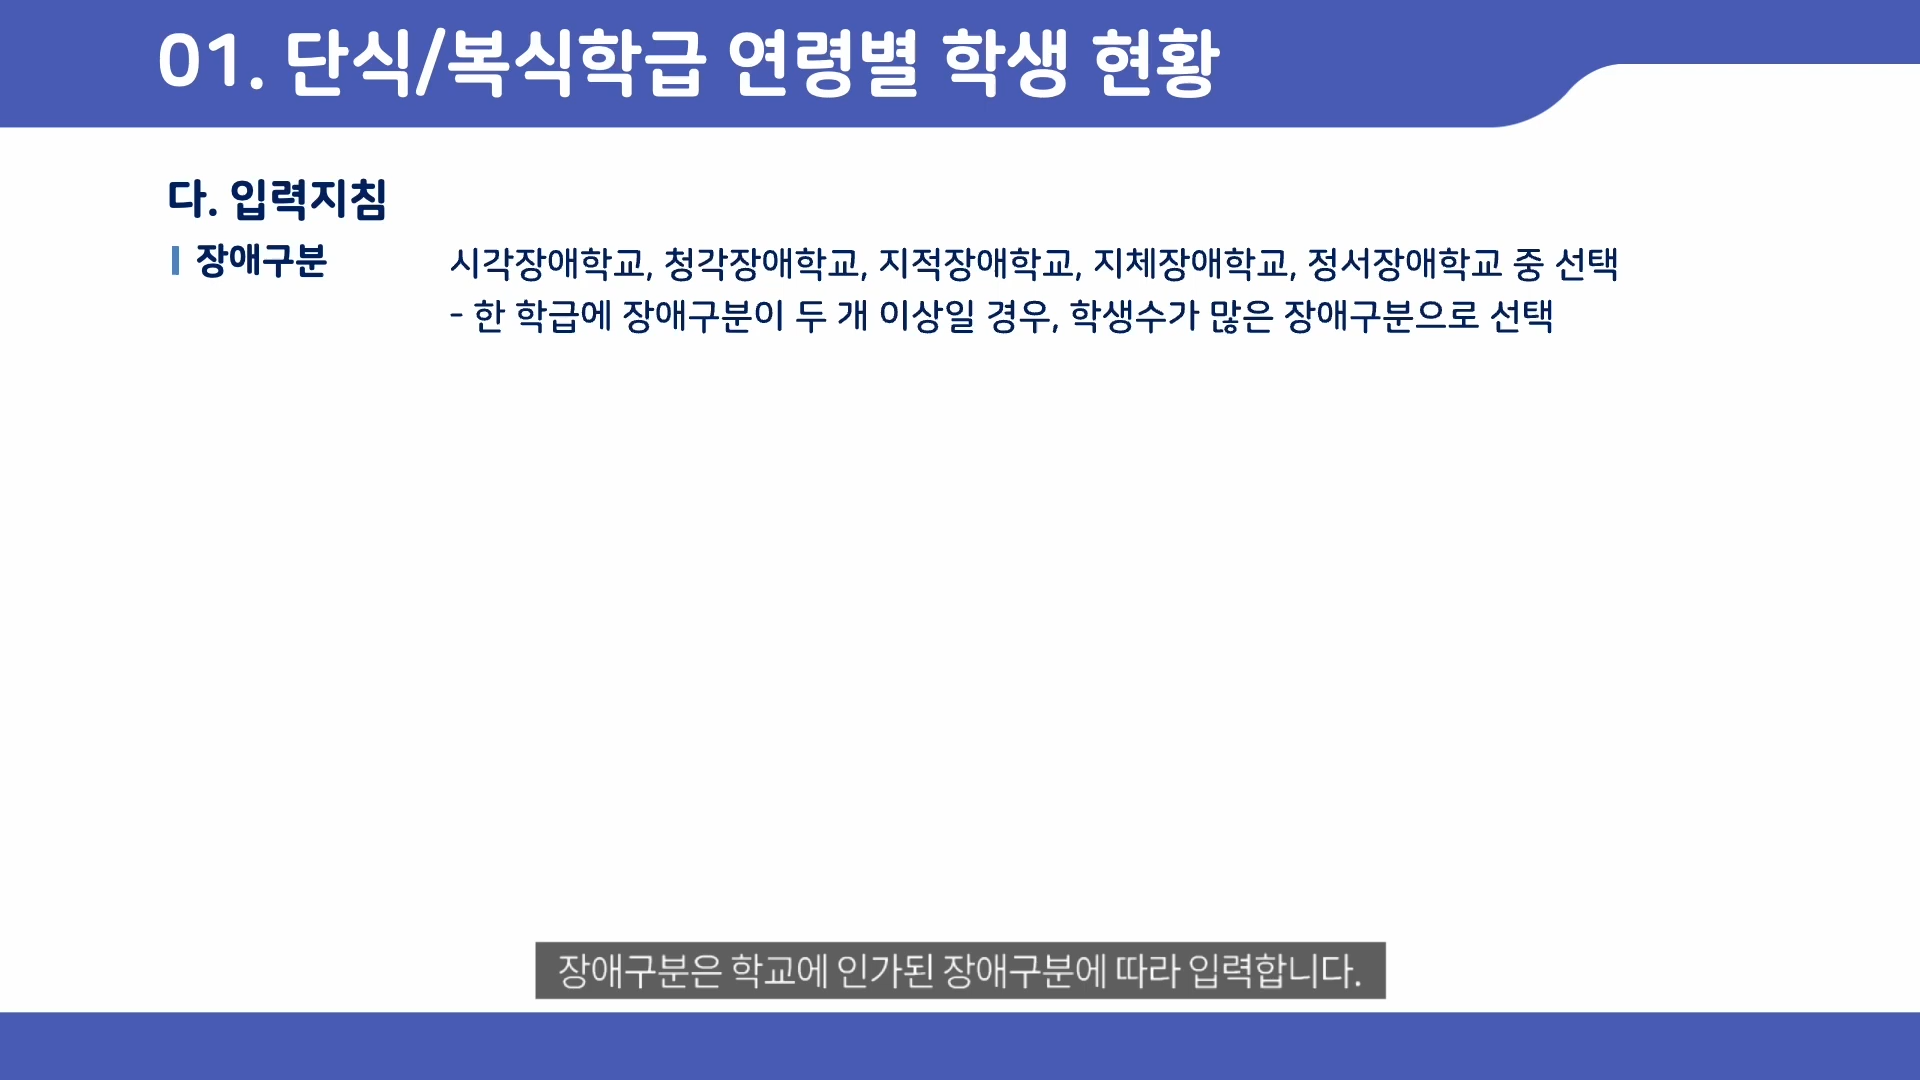 01. 단식/복식학급 연령별 학생 현황
다. 입력지침
장애구분
시각장애학교, 청각장애학교, 지적장애학교, 지체장애학교, 정서장애학교 중 선택
- 한 학급에 장애구분이 두 개 이상일 경우, 학생수가 많은 장애구분으로 선택
장애구분은 학교에 인가된 장애구분에 따라 입력합니다.